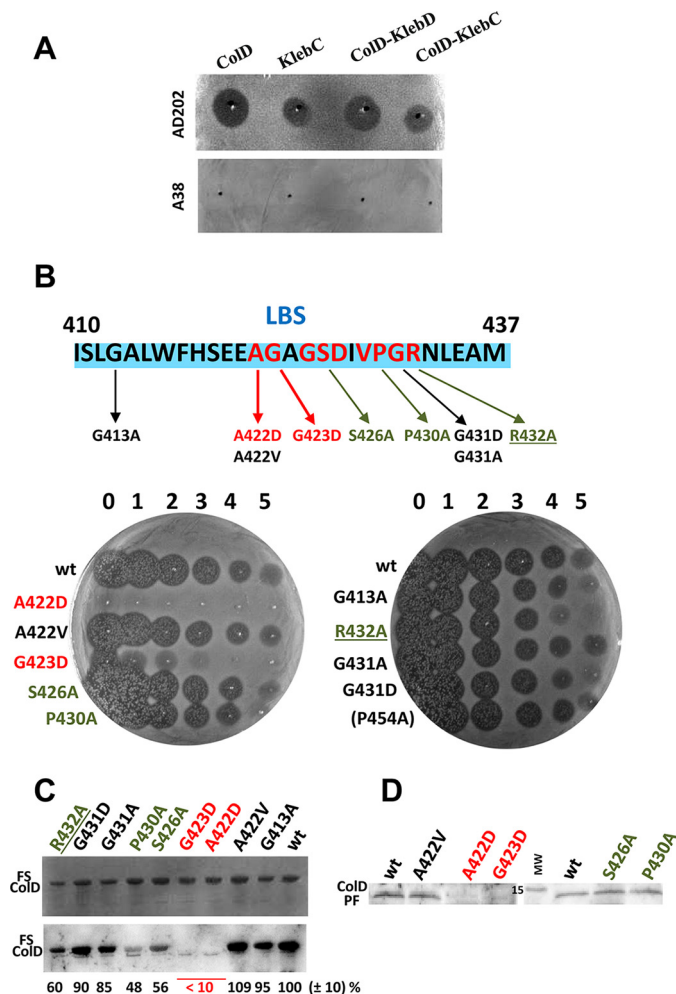 A
ColD KlebC ColD-KlebD ColD-KlebC
AD202
A38
B
LBS
410 437
ISLGALWFHSEEAGAGSDIVPGRNLEAM
G413A A422D G423D S426A P430A G431D R432A
A422V G431A
0 1 2 3 4 5
wt
A422D
A422V
G423D
S426A
P430A
0 1 2 3 4 5
wt
G413A
R432A
G431A
G431D
(P454A)
C
R432A G431D G431A P430A S426A G423D A422D A422V G413A wt
FS
ColD
FS
ColD
60 90 85 48 56 < 10 109 95 100 (± 10) %
D
wt A422V A422D G423D MW wt S426A P430A
ColD
PF
15